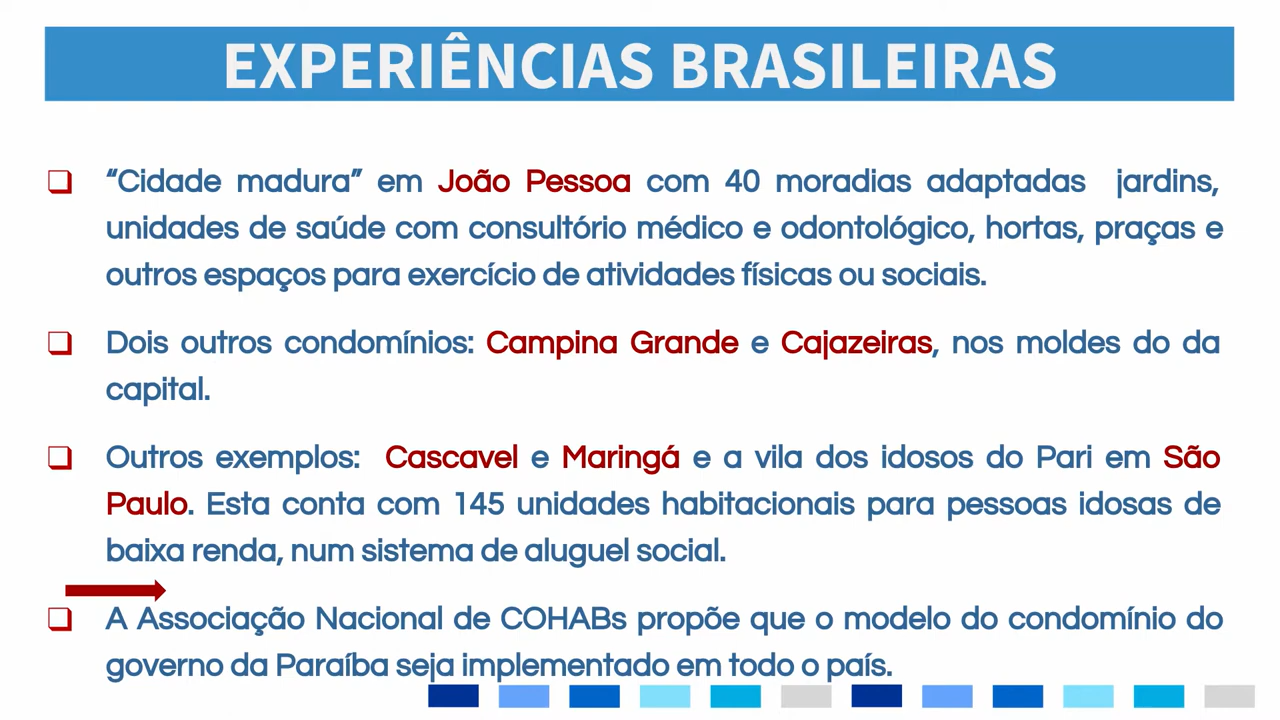 EXPERIÊNCIAS BRASILEIRAS
“Cidade madura” em João Pessoa com 40 moradias adaptadas jardins,
unidades de saúde com consultório médico e odontológico, hortas, praças e
outros espaços para exercício de atividades físicas ou sociais.
Dois outros condomínios: Campina Grande e Cajazeiras, nos moldes do da
capital.
Outros exemplos: Cascavel e Maringá e a vila dos idosos do Pari em São
Paulo. Esta conta com 145 unidades habitacionais para pessoas idosas de
baixa renda, num sistema de aluguel social.
A Associação Nacional de COHABs propõe que o modelo do condomínio do
governo da Paraíba seja implementado em todo o país.